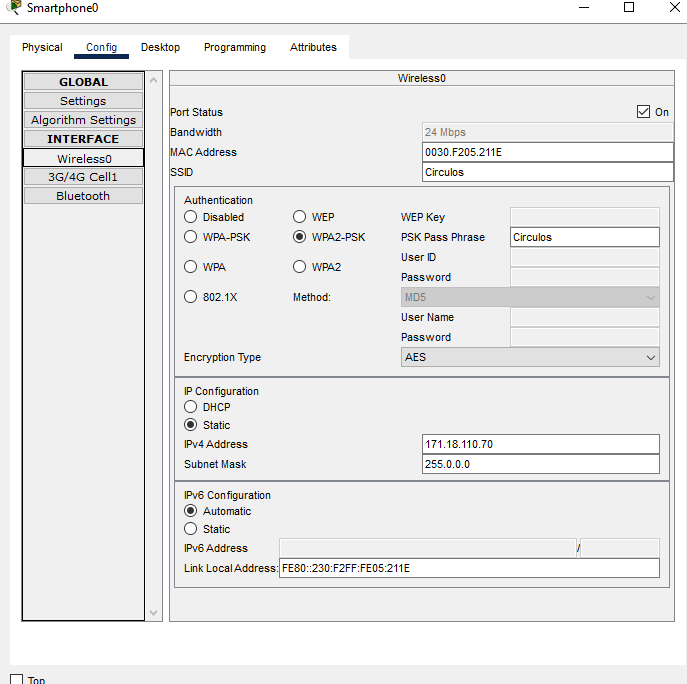 Smartphone0
Physical Config Desktop Programming Attributes
GLOBAL
Settings
Algorithm Settings
INTERFACE
Wireless0
3G/4G Cell1
Bluetooth
Wireless0
Port Status On
Bandwidth 24 Mbps
MAC Address 0030.F205.211E
SSID Circulos
Authentication
Disabled WEP WEP Key
WPA-PSK WPA2-PSK PSK Pass Phrase Circulos
User ID
WPA WPA2 Password
802.1X Method: MD5
User Name
Password
Encryption Type AES
IP Configuration
DHCP
Static
IPv4 Address 171.18.110.70
Subnet Mask 255.0.0.0
IPv6 Configuration
Automatic
Static
IPv6 Address /
Link Local Address: FE80::230:F2FF:FE05:211E
Top